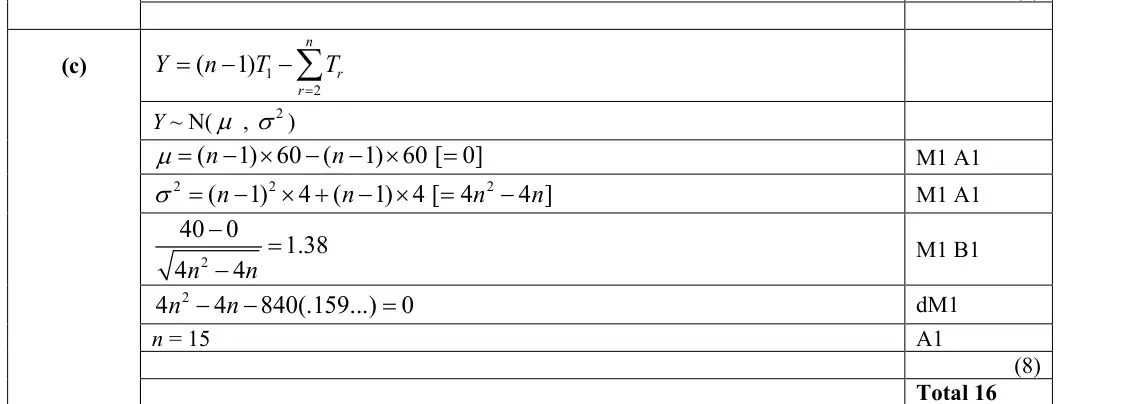 (c) Y = (n − 1)T₁ − ∑ᵣ₌₂ⁿ Tᵣ
Y ~ N( μ , σ² )
μ = (n − 1) × 60 − (n − 1) × 60 [= 0] M1 A1
σ² = (n − 1)² × 4 + (n − 1) × 4 [= 4n² − 4n] M1 A1
(40 − 0)/√(4n² − 4n) = 1.38 M1 B1
4n² − 4n − 840(.159...) = 0 dM1
n = 15 A1
(8)
Total 16